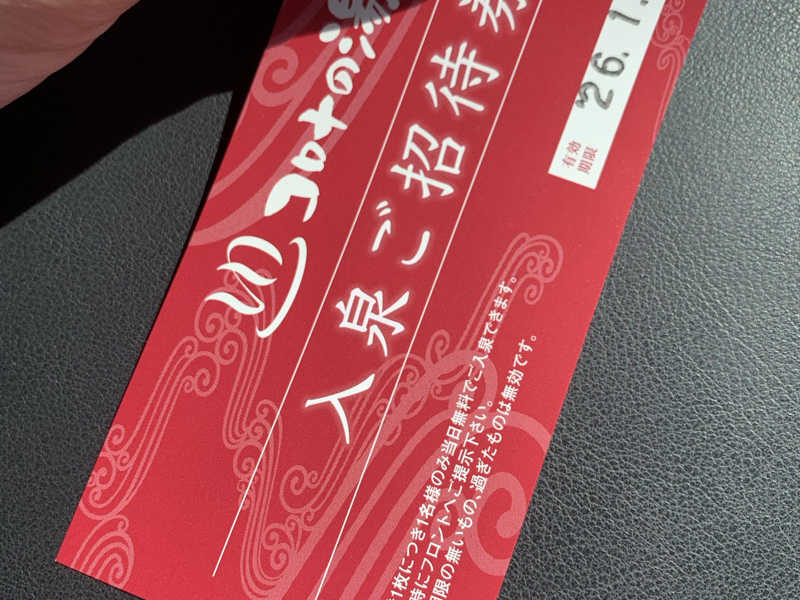 コロナの湯
入泉ご招待券
有効
期限
'26.1.
1枚につき1名様のみ当日無料でご入泉できます。
時にフロントへご提示下さい。
期限の無いもの、過ぎたものは無効です。